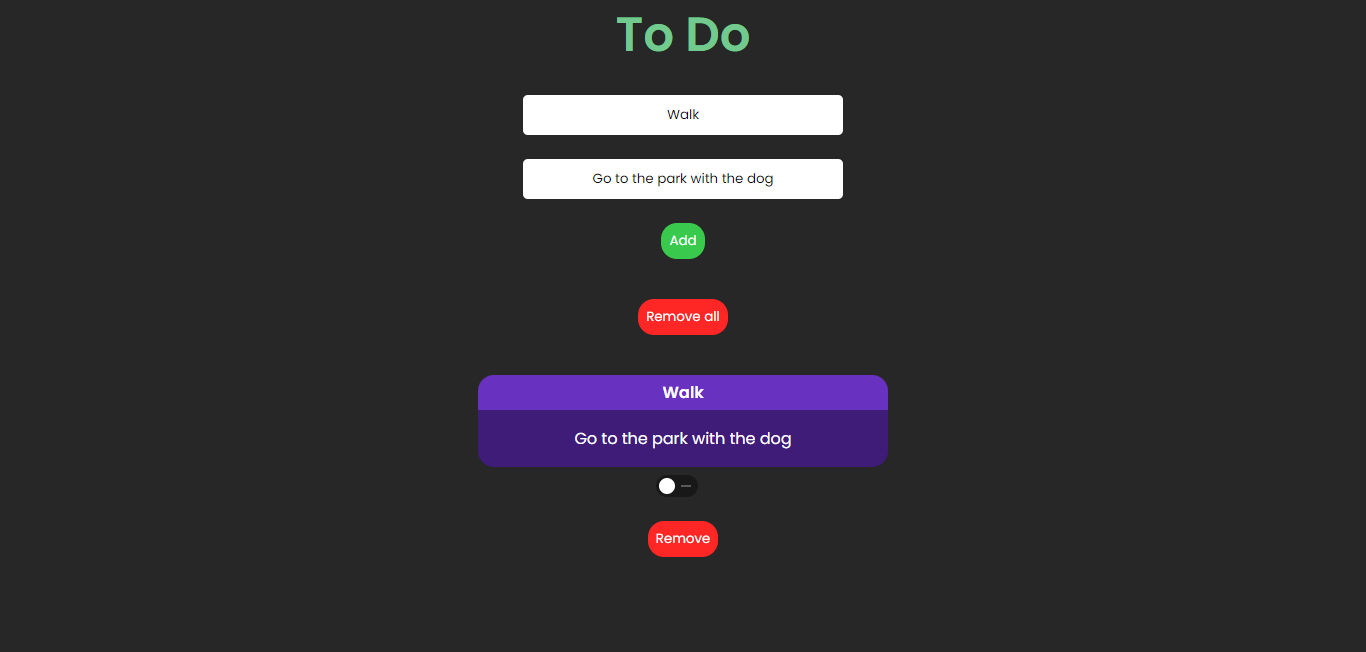 To Do
Walk
Go to the park with the dog
Add
Remove all
Walk
Go to the park with the dog
Remove